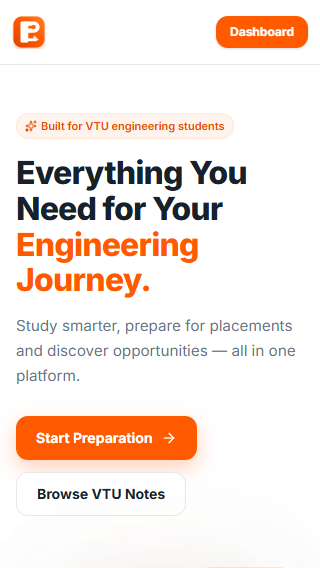 Dashboard
Built for VTU engineering students
Everything You
Need for Your
Engineering
Journey.
Study smarter, prepare for placements
and discover opportunities — all in one
platform.
Start Preparation →
Browse VTU Notes